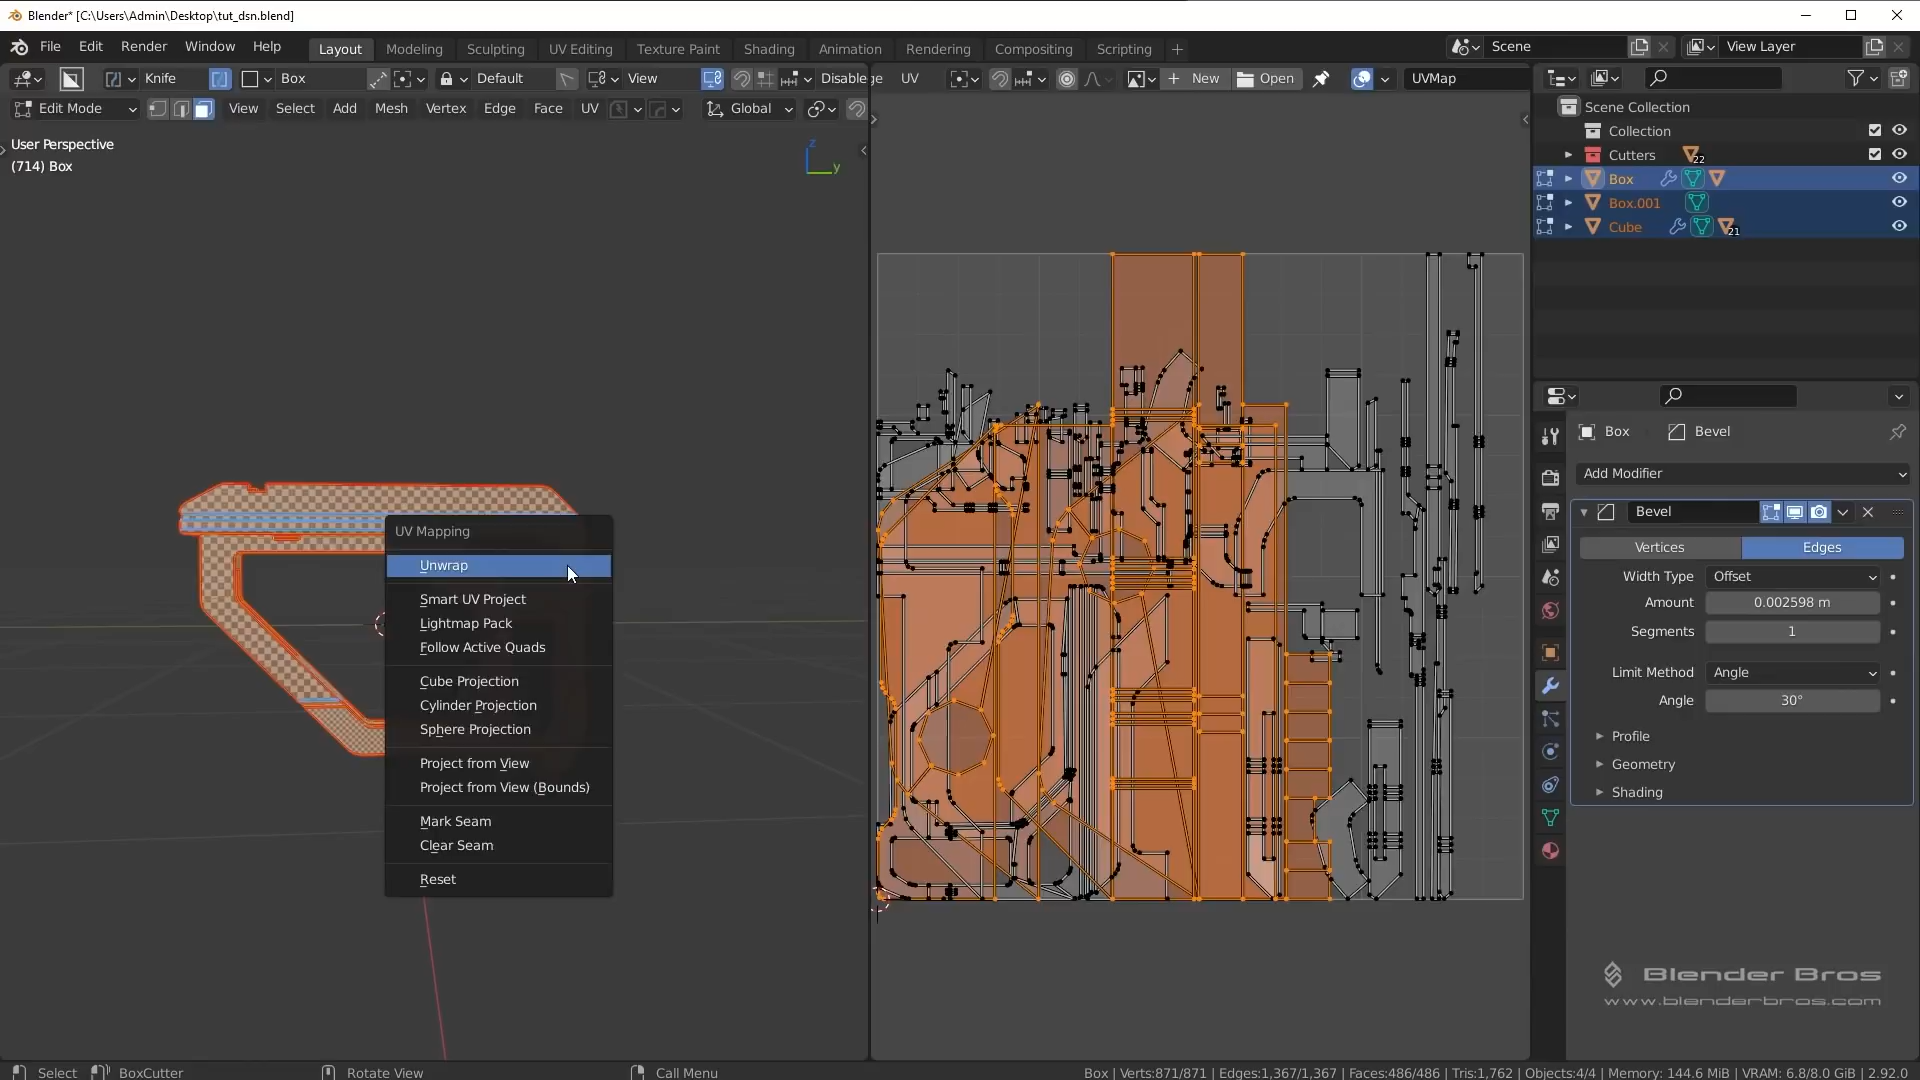 Blender* [C:\Users\Admin\Desktop\tut_dsn.blend]
File Edit Render Window Help Layout Modeling Sculpting UV Editing Texture Paint Shading Animation Rendering Compositing Scripting + Scene View Layer
Knife Box Default View Disable ge UV New Open UVMap
Edit Mode View Select Add Mesh Vertex Edge Face UV Global
User Perspective
(714) Box
z
y
Scene Collection
Collection
Cutters 22
Box
Box.001
Cube 21
Box Bevel
Add Modifier
Bevel
Vertices Edges
Width Type Offset
Amount 0.002598 m
Segments 1
Limit Method Angle
Angle 30°
Profile
Geometry
Shading
UV Mapping
Unwrap
Smart UV Project
Lightmap Pack
Follow Active Quads
Cube Projection
Cylinder Projection
Sphere Projection
Project from View
Project from View (Bounds)
Mark Seam
Clear Seam
Reset
Blender Bros
www.blenderbros.com
Select BoxCutter Rotate View Call Menu Box | Verts:871/871 | Edges:1,367/1,367 | Faces:486/486 | Tris:1,762 | Objects:4/4 | Memory: 144.6 MiB | VRAM: 6.8/8.0 GiB | 2.92.0